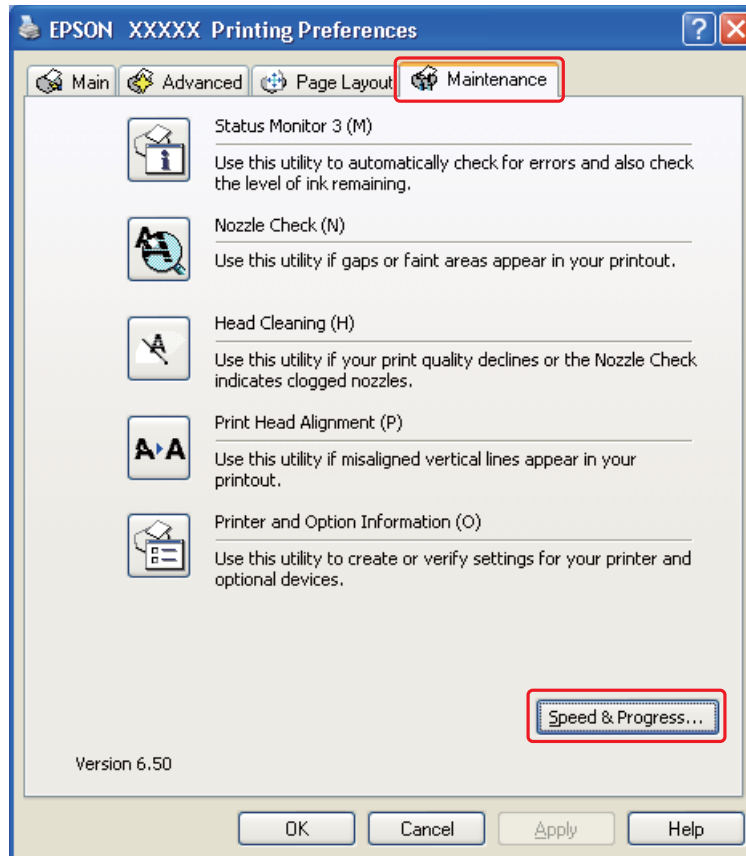 EPSON XXXXX Printing Preferences
Main Advanced Page Layout Maintenance
Status Monitor 3 (M)
Use this utility to automatically check for errors and also check
the level of ink remaining.
Nozzle Check (N)
Use this utility if gaps or faint areas appear in your printout.
Head Cleaning (H)
Use this utility if your print quality declines or the Nozzle Check
indicates clogged nozzles.
Print Head Alignment (P)
Use this utility if misaligned vertical lines appear in your
printout.
Printer and Option Information (O)
Use this utility to create or verify settings for your printer and
optional devices.
Speed & Progress...
Version 6.50
OK Cancel Apply Help